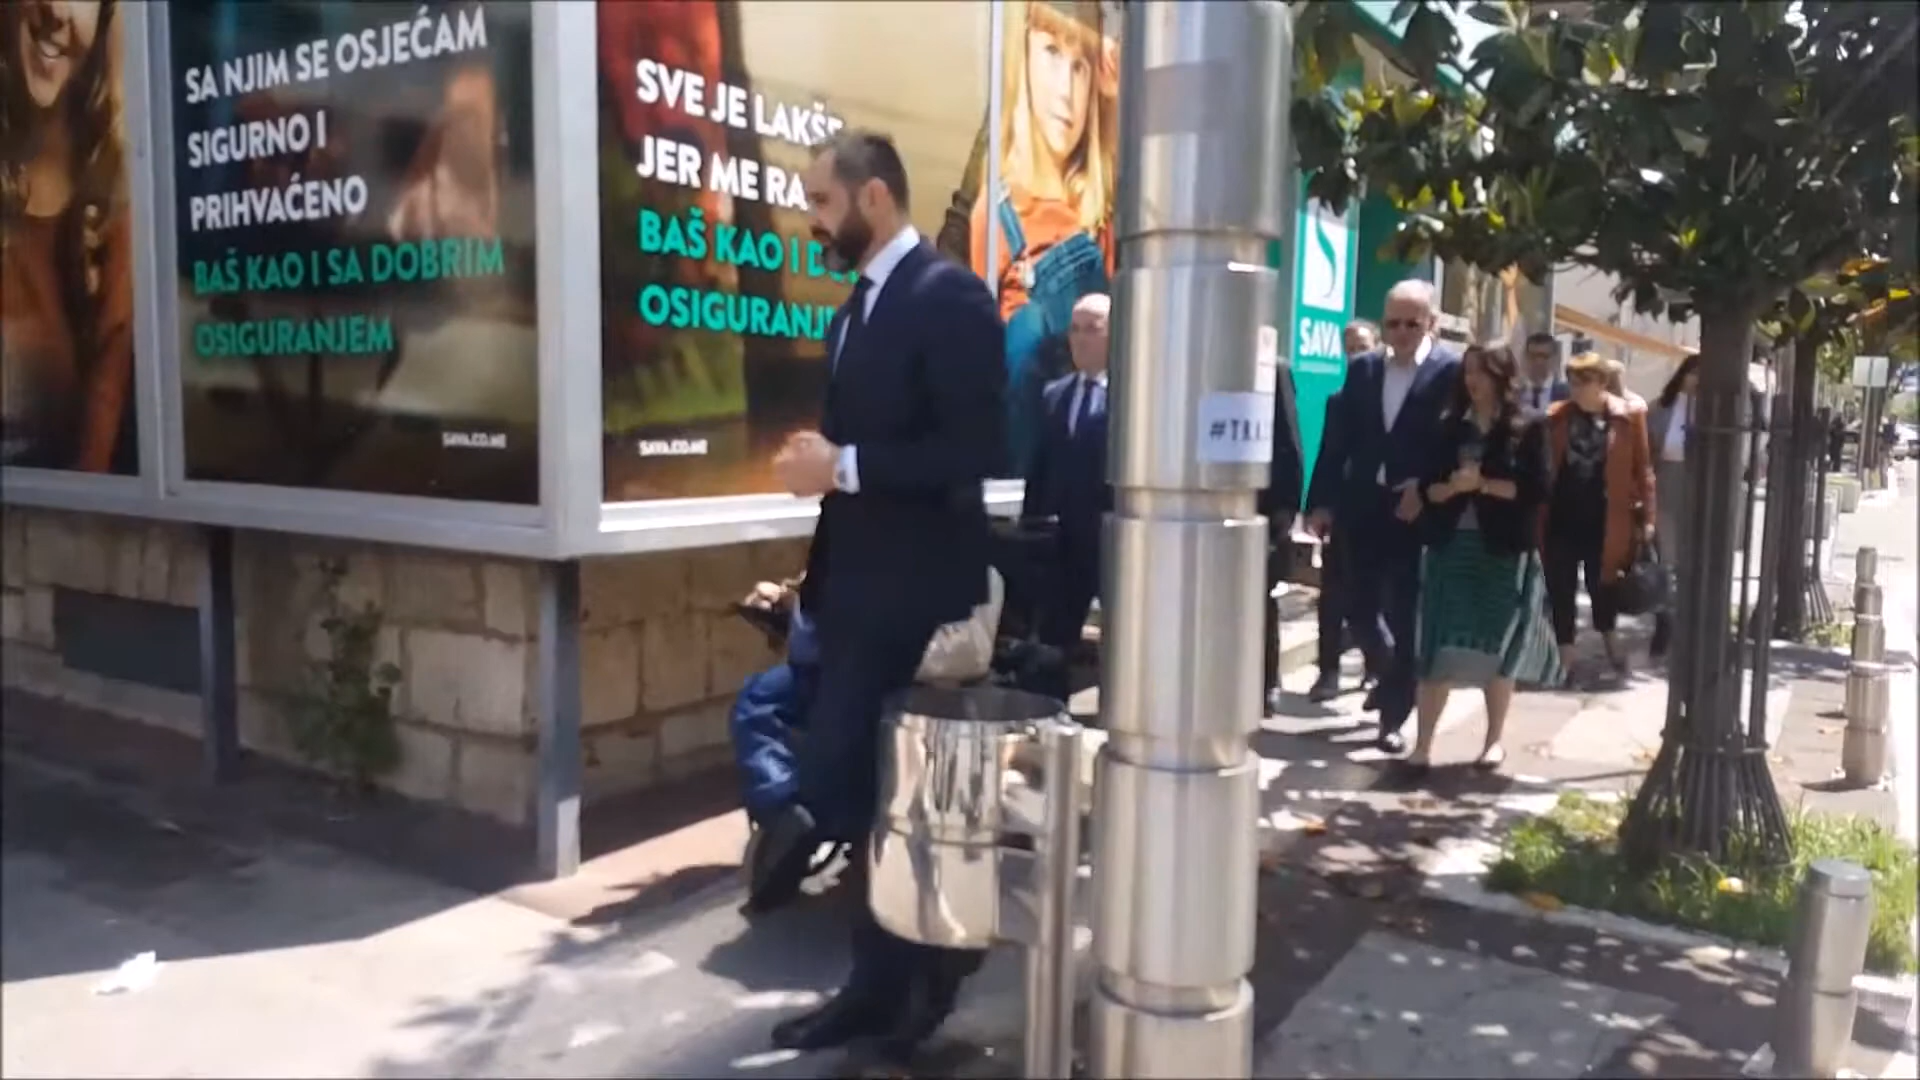 SA NJIM SE OSJEĆAM
SIGURNO I
PRIHVAĆENO
BAŠ KAO I SA DOBRIM
OSIGURANJEM
SAVA.CO.ME
SVE JE LAKŠE
JER ME RA
BAŠ KAO I
OSIGURANJ
SAVA.CO.ME
SAVA